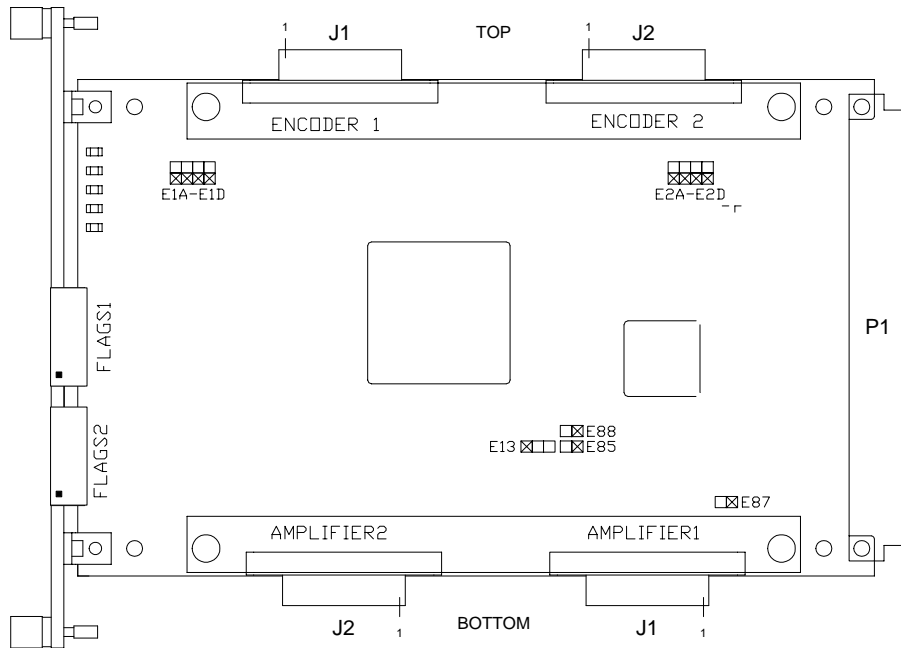 1 J1 TOP 1 J2
ENCODER 1 ENCODER 2
E1A-E1D E2A-E2D
FLAGS1
P1
FLAGS2
E88
E13 E85
E87
AMPLIFIER2 AMPLIFIER1
J2 1 BOTTOM J1 1